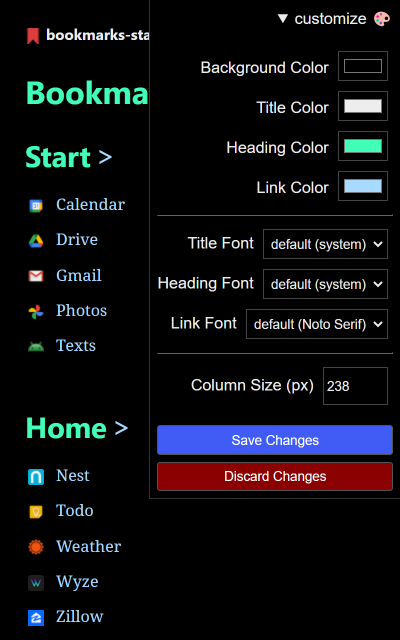 bookmarks-sta
Bookma
Start >
Calendar
Drive
Gmail
Photos
Texts
Home >
Nest
Todo
Weather
Wyze
Zillow
▼ customize 🎨
Background Color
Title Color
Heading Color
Link Color
Title Font default (system)
Heading Font default (system)
Link Font default (Noto Serif)
Column Size (px) 238
Save Changes
Discard Changes